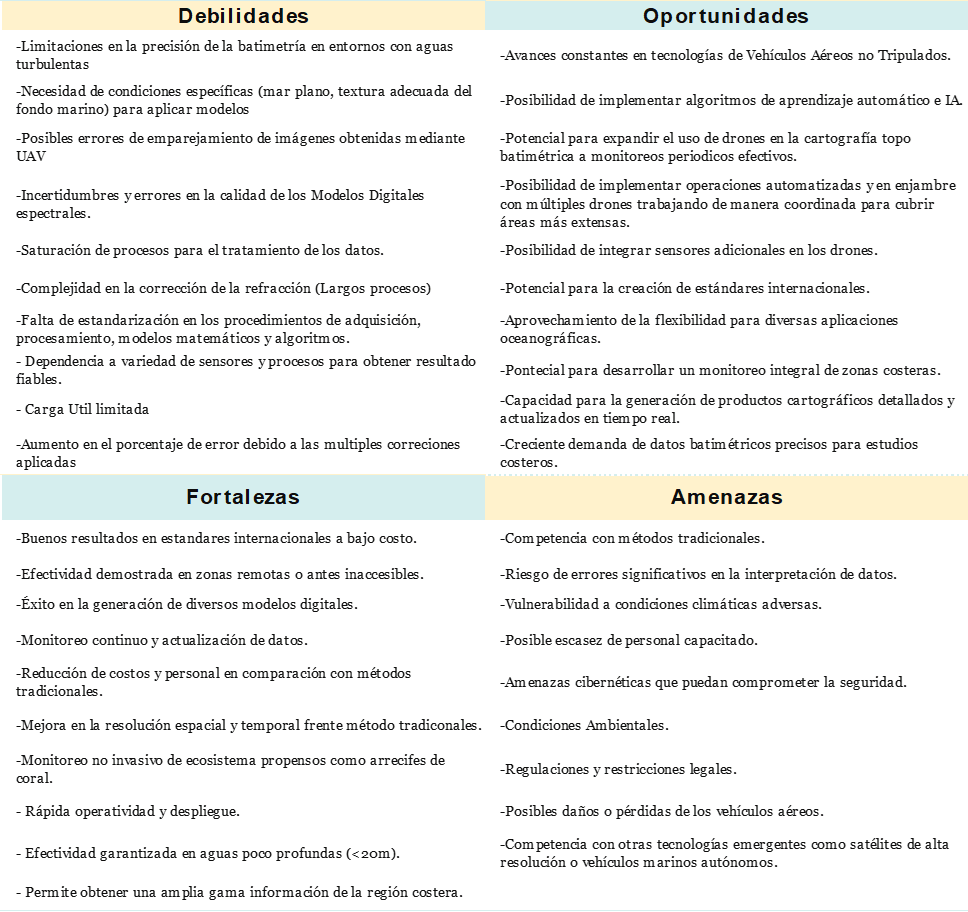 Debilidades
-Limitaciones en la precisión de la batimetría en entornos con aguas
turbulentas
-Necesidad de condiciones específicas (mar plano, textura adecuada del
fondo marino) para aplicar modelos
-Posibles errores de emparejamiento de imágenes obtenidas mediante
UAV
-Incertidumbres y errores en la calidad de los Modelos Digitales
espectrales.
-Saturación de procesos para el tratamiento de los datos.
-Complejidad en la corrección de la refracción (Largos procesos)
-Falta de estandarización en los procedimientos de adquisición,
procesamiento, modelos matemáticos y algoritmos.
- Dependencia a variedad de sensores y procesos para obtener resultado
fiables.
- Carga Util limitada
-Aumento en el porcentaje de error debido a las multiples correciones
aplicadas
Oportunidades
-Avances constantes en tecnologías de Vehículos Aéreos no Tripulados.
-Posibilidad de implementar algoritmos de aprendizaje automático e IA.
-Potencial para expandir el uso de drones en la cartografía topo
batimétrica a monitoreos periodicos efectivos.
-Posibilidad de implementar operaciones automatizadas y en enjambre
con múltiples drones trabajando de manera coordinada para cubrir
áreas más extensas.
-Posibilidad de integrar sensores adicionales en los drones.
-Potencial para la creación de estándares internacionales.
-Aprovechamiento de la flexibilidad para diversas aplicaciones
oceanográficas.
-Pontecial para desarrollar un monitoreo integral de zonas costeras.
-Capacidad para la generación de productos cartográficos detallados y
actualizados en tiempo real.
-Creciente demanda de datos batimétricos precisos para estudios
costeros.
Fortalezas
-Buenos resultados en estandares internacionales a bajo costo.
-Efectividad demostrada en zonas remotas o antes inaccesibles.
-Éxito en la generación de diversos modelos digitales.
-Monitoreo continuo y actualización de datos.
-Reducción de costos y personal en comparación con métodos
tradicionales.
-Mejora en la resolución espacial y temporal frente método tradiconales.
-Monitoreo no invasivo de ecosistema propensos como arrecifes de
coral.
- Rápida operatividad y despliegue.
- Efectividad garantizada en aguas poco profundas (<20m).
- Permite obtener una amplia gama información de la región costera.
Amenazas
-Competencia con métodos tradicionales.
-Riesgo de errores significativos en la interpretación de datos.
-Vulnerabilidad a condiciones climáticas adversas.
-Posible escasez de personal capacitado.
-Amenazas cibernéticas que puedan comprometer la seguridad.
-Condiciones Ambientales.
-Regulaciones y restricciones legales.
-Posibles daños o pérdidas de los vehículos aéreos.
-Competencia con otras tecnologías emergentes como satélites de alta
resolución o vehículos marinos autónomos.